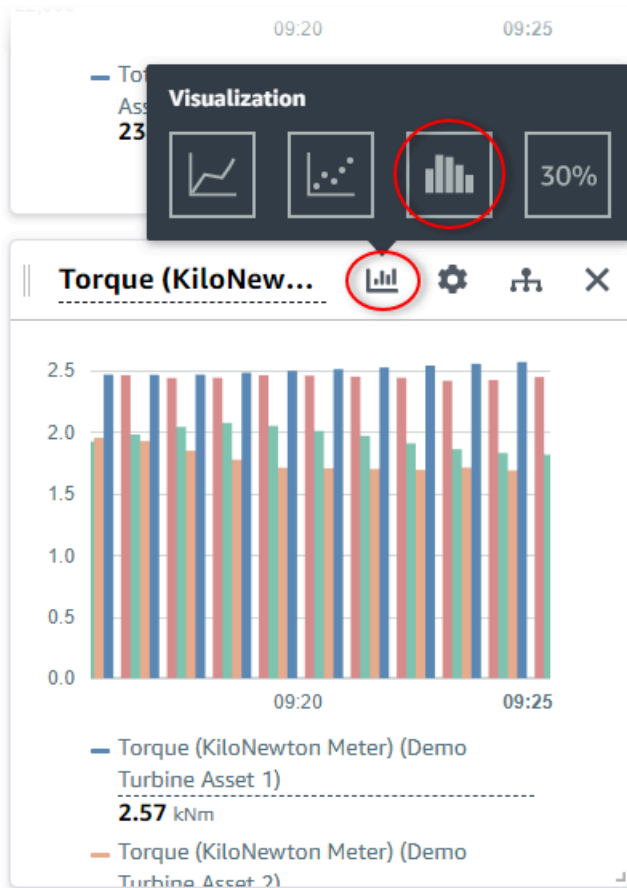 09:20 09:25
Visualization
30%
23
Torque (KiloNew...
2.5
2.0
1.5
1.0
0.5
0.0
09:20 09:25
Torque (KiloNewton Meter) (Demo
Turbine Asset 1)
2.57 kNm
Torque (KiloNewton Meter) (Demo
Turbine Asset 2)